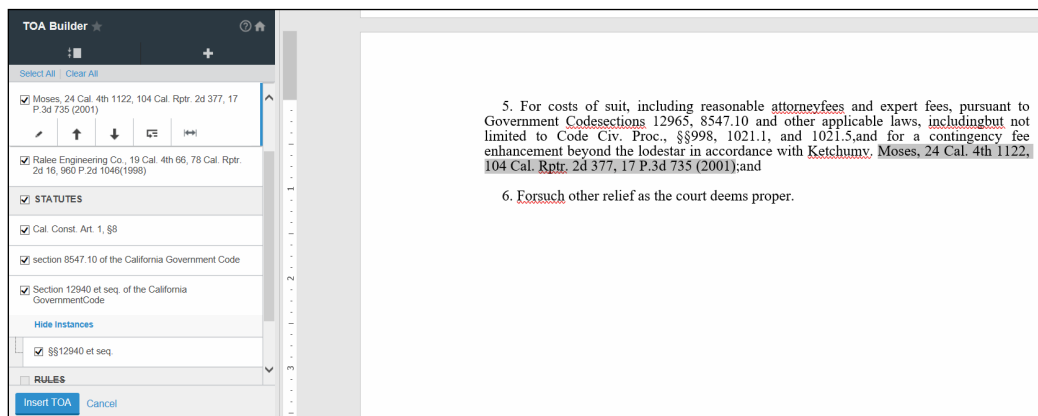 TOA Builder
Select All | Clear All
Moses, 24 Cal. 4th 1122, 104 Cal. Rptr. 2d 377, 17
P.3d 735 (2001)
Ralee Engineering Co., 19 Cal. 4th 66, 78 Cal. Rptr.
2d 16, 960 P.2d 1046(1998)
STATUTES
Cal. Const. Art. 1, §8
section 8547.10 of the California Government Code
Section 12940 et seq. of the California
GovernmentCode
Hide Instances
§§12940 et seq.
RULES
Insert TOA Cancel
1
2
3
5. For costs of suit, including reasonable attorneyfees and expert fees, pursuant to
Government Codesections 12965, 8547.10 and other applicable laws, includingbut not
limited to Code Civ. Proc., §§998, 1021.1, and 1021.5,and for a contingency fee
enhancement beyond the lodestar in accordance with Ketchumv. Moses, 24 Cal. 4th 1122,
104 Cal. Rptr. 2d 377, 17 P.3d 735 (2001);and
6. Forsuch other relief as the court deems proper.